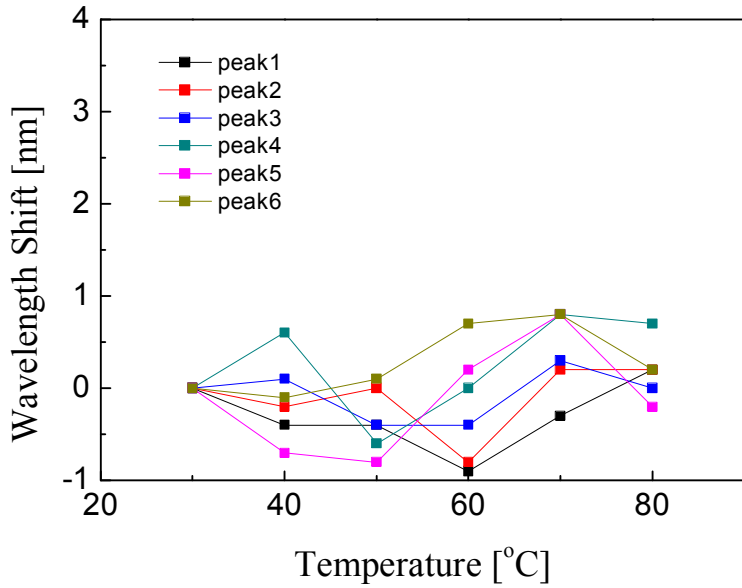 4
3
2
1
0
-1
Wavelength Shift [nm]
peak1
peak2
peak3
peak4
peak5
peak6
20
40
60
80
Temperature [°C]